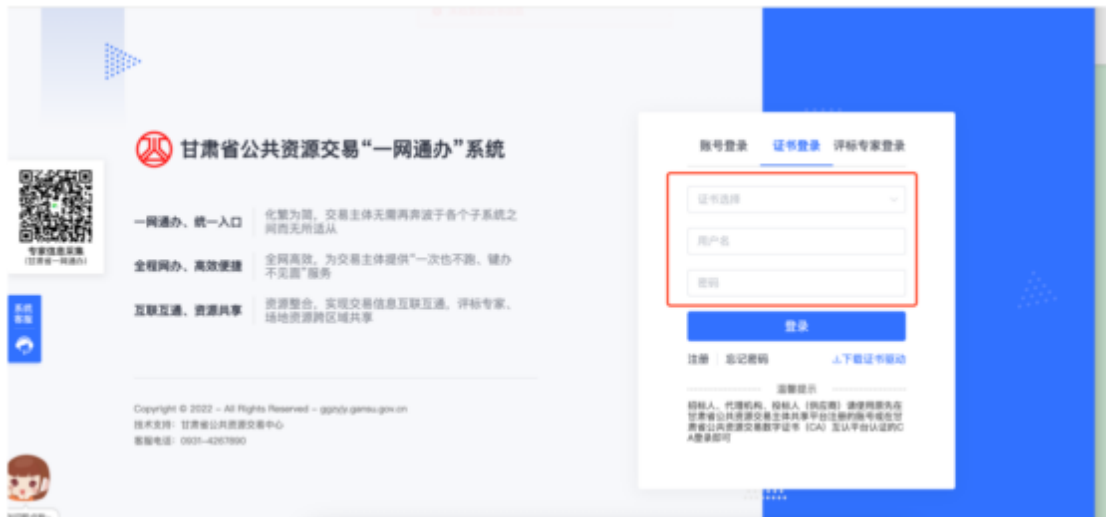 甘肃省公共资源交易“一网通办”系统
一网通办、统一入口
化繁为简，交易主体无需再奔波于各个子系统之
间而无所适从
全程网办、高效便捷
全网高效，为交易主体提供“一次也不跑、键办
不见面”服务
互联互通、资源共享
资源整合，实现交易信息互联互通，评标专家、
场地资源跨区域共享
Copyright © 2022 - All Rights Reserved - ggzyjy.gansu.gov.cn
技术支持：甘肃省公共资源交易中心
客服电话：0931-4267890
专家信息采集
(甘肃省一网通办)
系统
客服
账号登录
证书登录
评标专家登录
证书选择
用户名
密码
登录
注册
忘记密码
下载证书驱动
温馨提示
招标人、代理机构、投标人（供应商）请使用原先在
甘肃省公共资源交易主体共享平台注册的账号或在甘
肃省公共资源交易数字证书（CA）互认平台认证的C
A登录即可